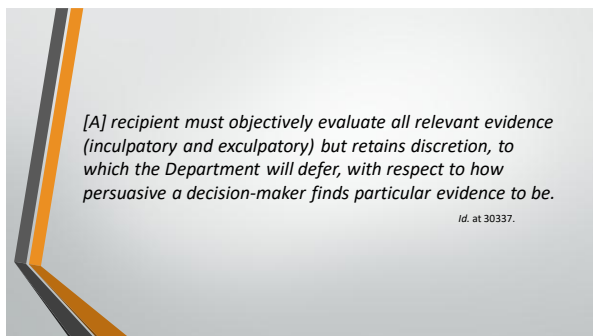 [A] recipient must objectively evaluate all relevant evidence
(inculpatory and exculpatory) but retains discretion, to
which the Department will defer, with respect to how
persuasive a decision-maker finds particular evidence to be.
Id. at 30337.